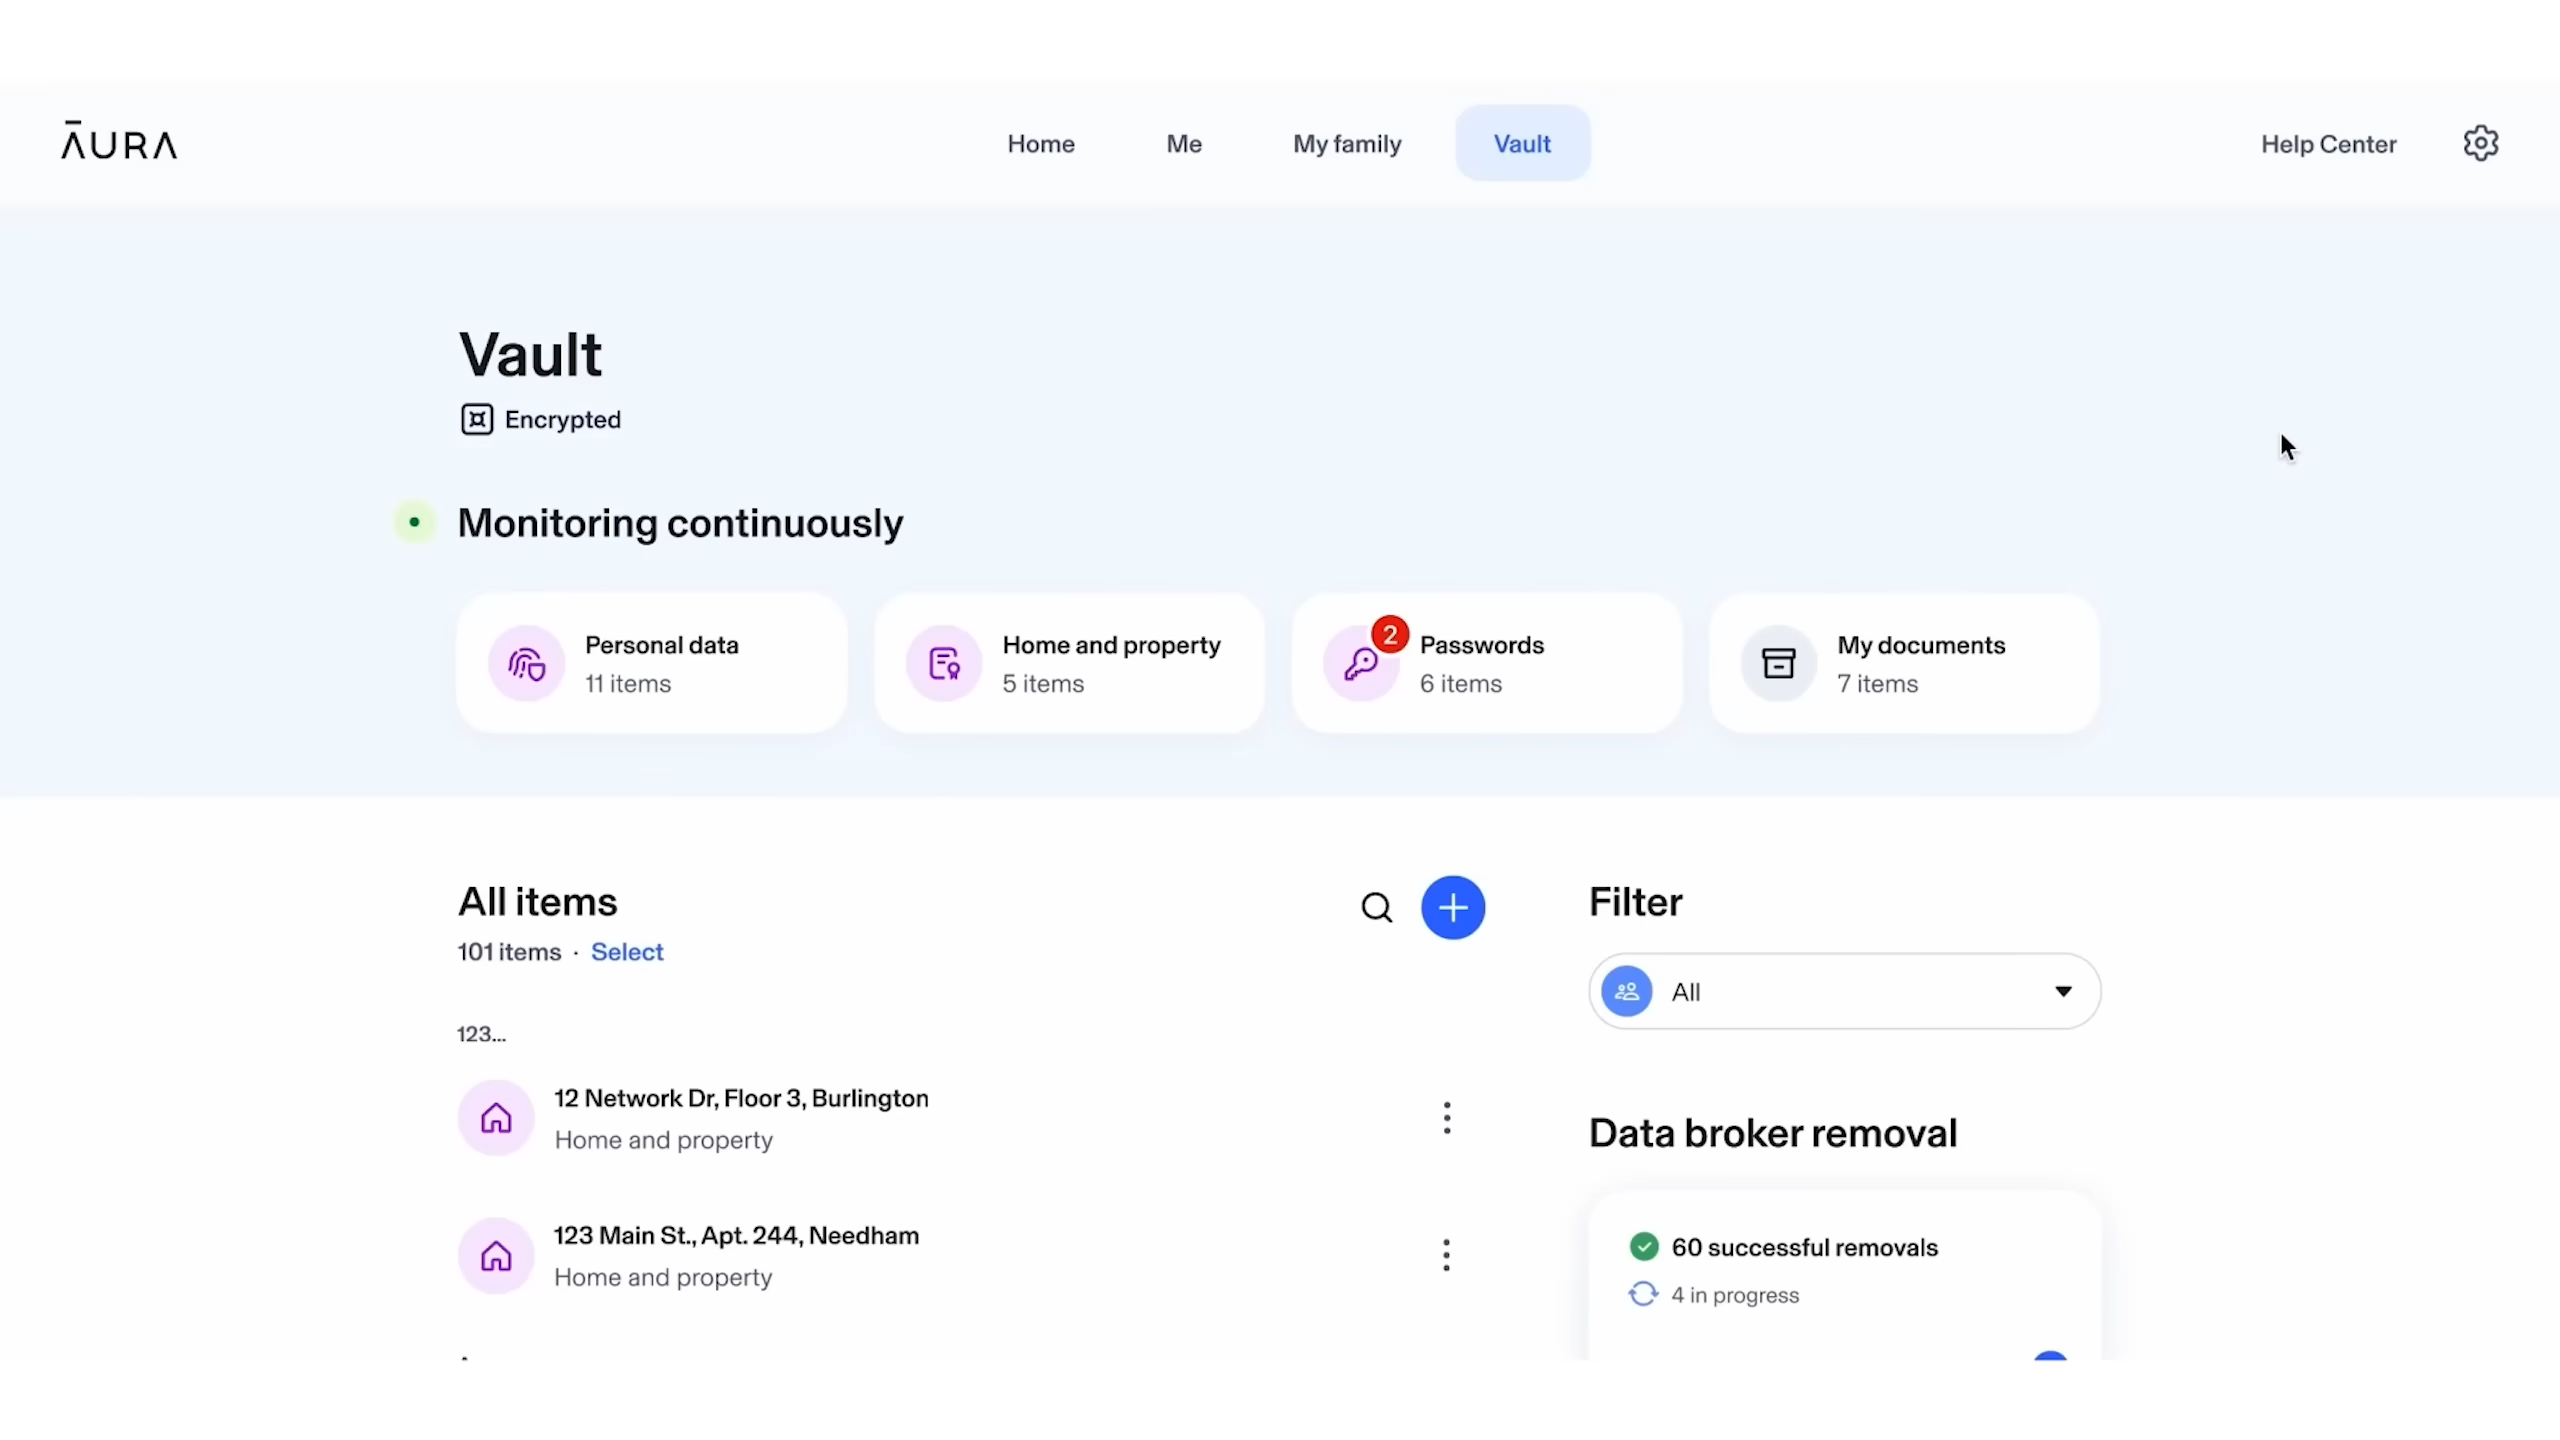 ĀURA
Home
Me
My family
Vault
Help Center
Vault
Encrypted
Monitoring continuously
Personal data
11 items
Home and property
5 items
2
Passwords
6 items
My documents
7 items
All items
101 items · Select
123...
12 Network Dr, Floor 3, Burlington
Home and property
123 Main St., Apt. 244, Needham
Home and property
Filter
All
Data broker removal
60 successful removals
4 in progress